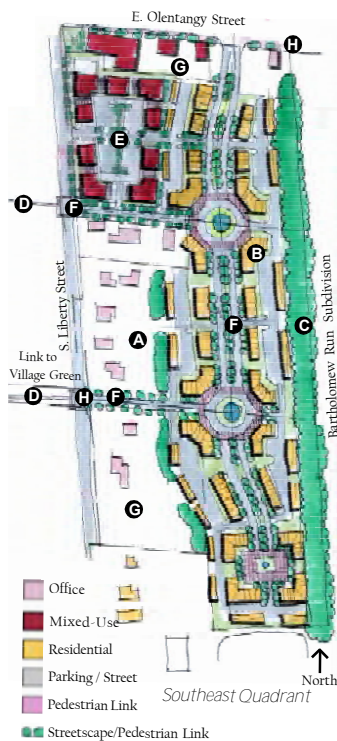 E. Olentangy Street
H
G
E
D
F
B
S. Liberty Street
A
F
C
Bartholomew Run Subdivision
Link to
Village Green
D
H
F
G
Office
Mixed-Use
Residential
Parking / Street
Pedestrian Link
Streetscape/Pedestrian Link
North
Southeast Quadrant